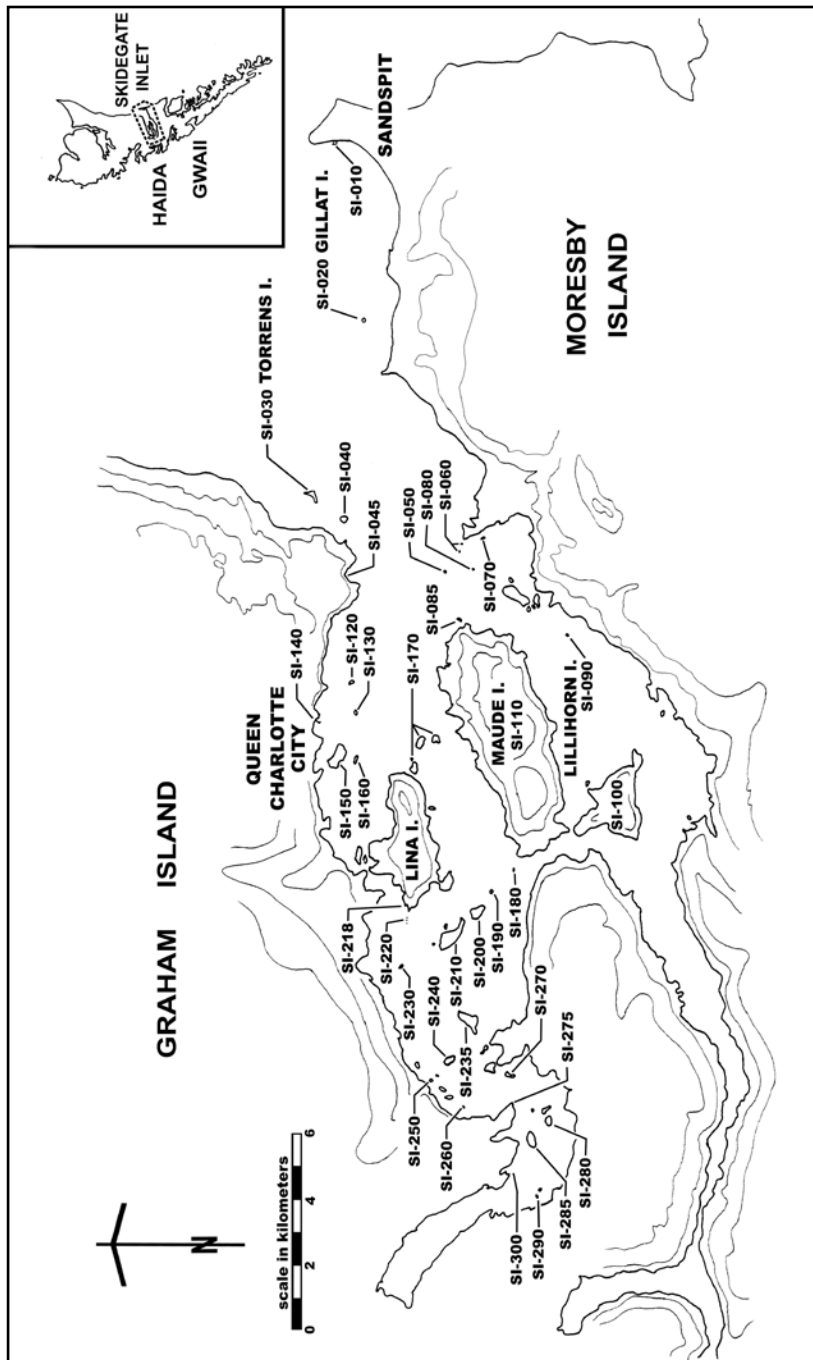 SKIDEGATE
INLET
HAIDA
GWAII
GRAHAM ISLAND
MORESBY
ISLAND
SANDSPIT
SI-010
SI-020 GILLAT I.
SI-030 TORRENS I.
SI-040
SI-045
SI-050
SI-080
SI-060
SI-070
SI-085
SI-170
SI-120
SI-130
SI-140
QUEEN
CHARLOTTE
CITY
SI-150
SI-160
LINA I.
MAUDE I.
SI-110
LILLIHORN I.
SI-090
SI-100
SI-180
SI-190
SI-200
SI-210
SI-218
SI-220
SI-230
SI-240
SI-235
SI-250
SI-260
SI-270
SI-275
SI-280
SI-285
SI-290
SI-300
scale in kilometers
0 2 4 6
N